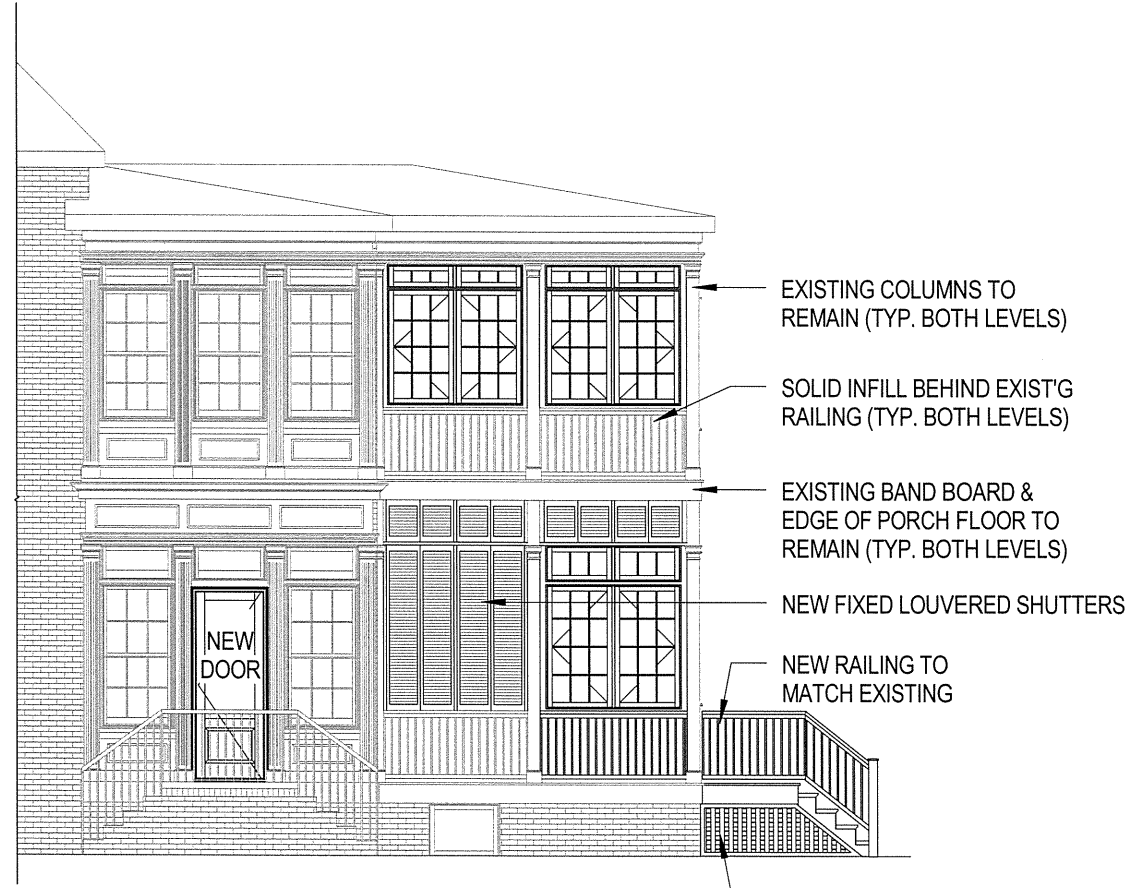 EXISTING COLUMNS TO
REMAIN (TYP. BOTH LEVELS)
SOLID INFILL BEHIND EXIST'G
RAILING (TYP. BOTH LEVELS)
EXISTING BAND BOARD &
EDGE OF PORCH FLOOR TO
REMAIN (TYP. BOTH LEVELS)
NEW FIXED LOUVERED SHUTTERS
NEW
DOOR
NEW RAILING TO
MATCH EXISTING